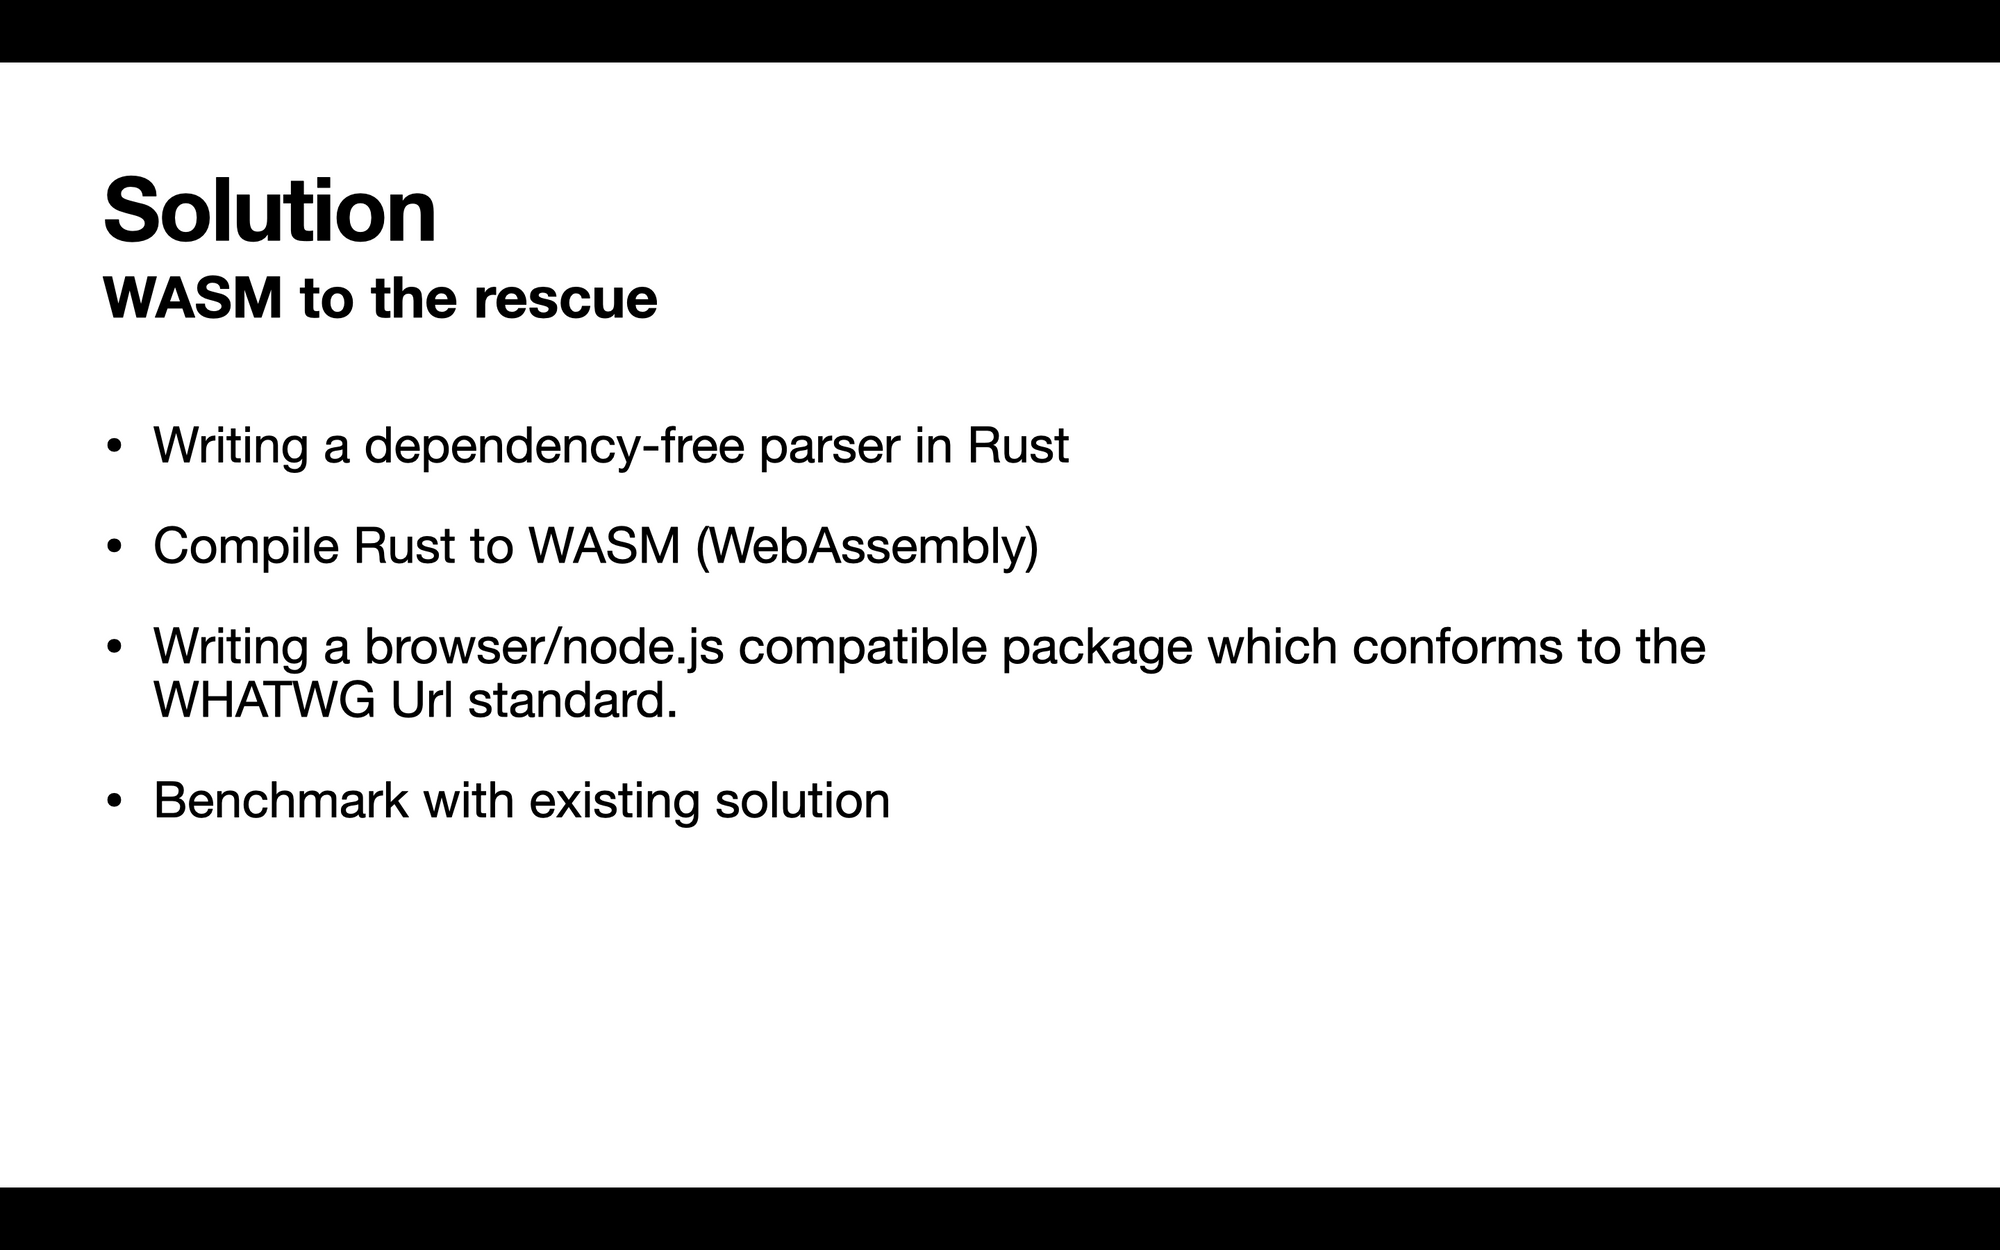 Solution
WASM to the rescue
• Writing a dependency-free parser in Rust
• Compile Rust to WASM (WebAssembly)
• Writing a browser/node.js compatible package which conforms to the
WHATWG Url standard.
• Benchmark with existing solution